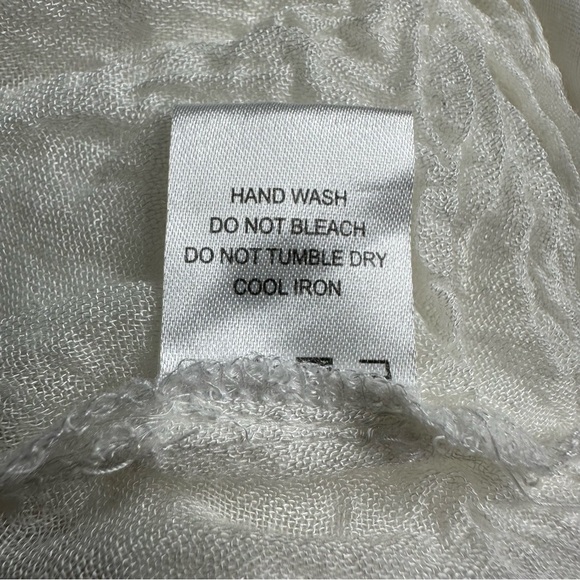 HAND WASH
DO NOT BLEACH
DO NOT TUMBLE DRY
COOL IRON